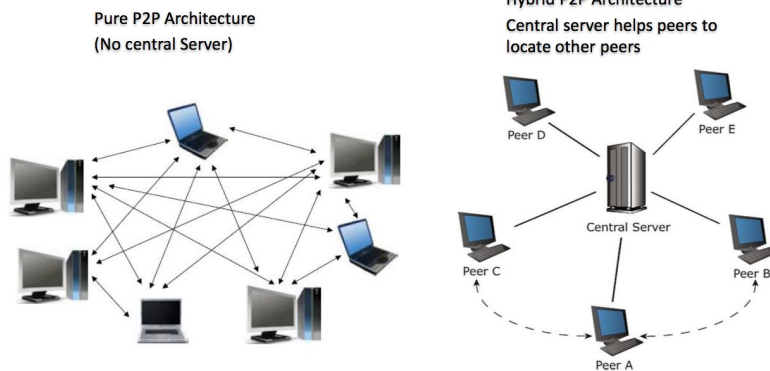 Pure P2P Architecture
(No central Server)
Hybrid P2P Architecture
Central server helps peers to
locate other peers
Peer D
Peer E
Central Server
Peer C
Peer B
Peer A